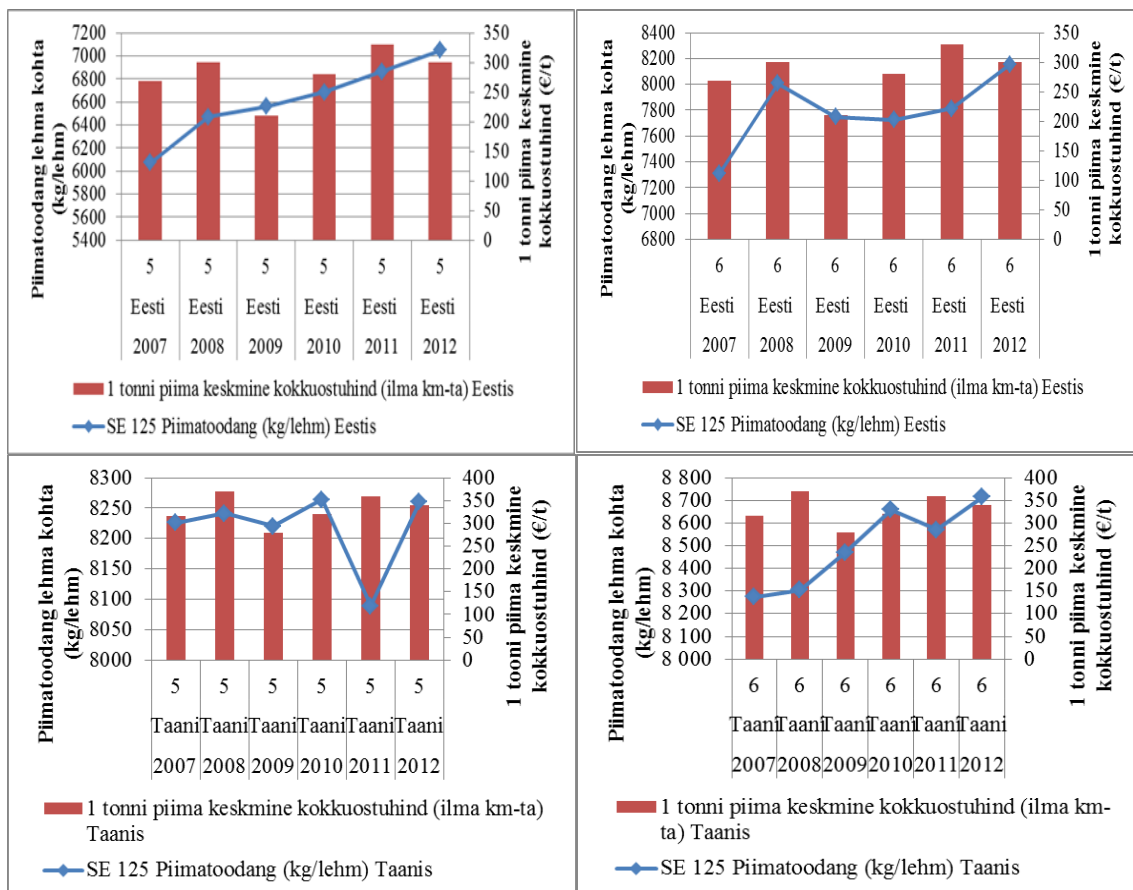 Piimatoodang lehma kohta
(kg/lehm)
7200
7000
6800
6600
6400
6200
6000
5800
5600
5400
350
300
250
200
150
100
50
0
1 tonni piima keskmine
kokkuostuhind (€/t)
5 5 5 5 5 5
Eesti Eesti Eesti Eesti Eesti Eesti
2007 2008 2009 2010 2011 2012
1 tonni piima keskmine kokkuostuhind (ilma km-ta) Eestis
SE 125 Piimatoodang (kg/lehm) Eestis
Piimatoodang lehma kohta
(kg/lehm)
8400
8200
8000
7800
7600
7400
7200
7000
6800
350
300
250
200
150
100
50
0
1 tonni piima keskmine
kokkuostuhind (€/t)
6 6 6 6 6 6
Eesti Eesti Eesti Eesti Eesti Eesti
2007 2008 2009 2010 2011 2012
1 tonni piima keskmine kokkuostuhind (ilma km-ta) Eestis
SE 125 Piimatoodang (kg/lehm) Eestis
Piimatoodang lehma kohta
(kg/lehm)
8300
8250
8200
8150
8100
8050
8000
400
350
300
250
200
150
100
50
0
1 tonni piima keskmine
kokkuostuhind (€/t)
5 5 5 5 5 5
Taani Taani Taani Taani Taani Taani
2007 2008 2009 2010 2011 2012
1 tonni piima keskmine kokkuostuhind (ilma km-ta)
Taanis
SE 125 Piimatoodang (kg/lehm) Taanis
Piimatoodang lehma kohta
(kg/lehm)
8 800
8 700
8 600
8 500
8 400
8 300
8 200
8 100
8 000
400
350
300
250
200
150
100
50
0
1 tonni piima keskmine
kokkuostuhind (€/t)
6 6 6 6 6 6
Taani Taani Taani Taani Taani Taani
2007 2008 2009 2010 2011 2012
1 tonni piima keskmine kokkuostuhind (ilma km-
ta) Taanis
SE 125 Piimatoodang (kg/lehm) Taanis